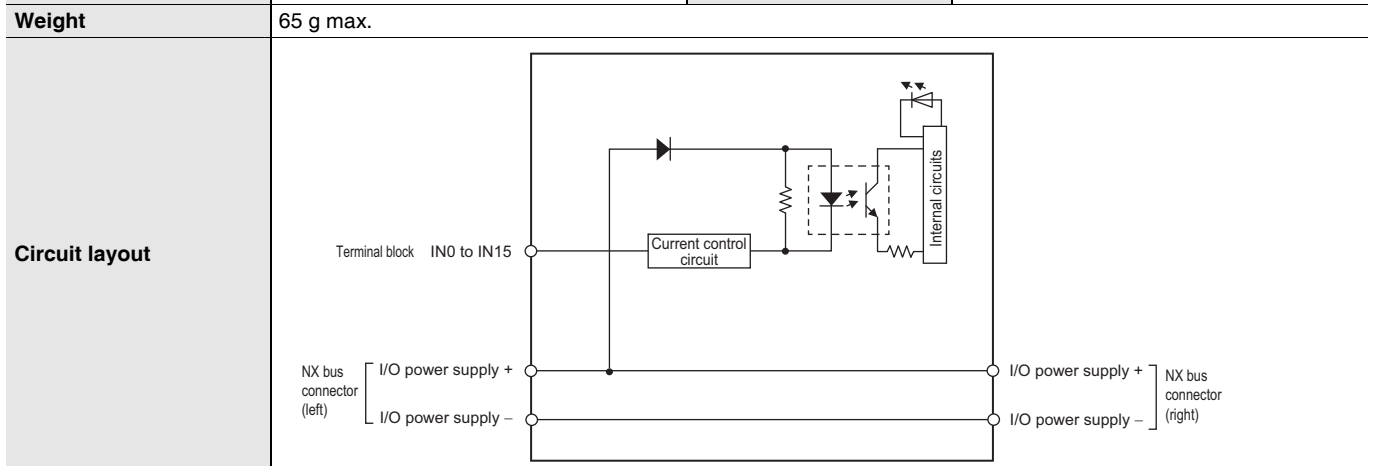 Weight
65 g max.
Circuit layout
Internal circuits
Terminal block IN0 to IN15
Current control
circuit
NX bus
connector
(left)
I/O power supply +
I/O power supply −
I/O power supply +
I/O power supply −
NX bus
connector
(right)